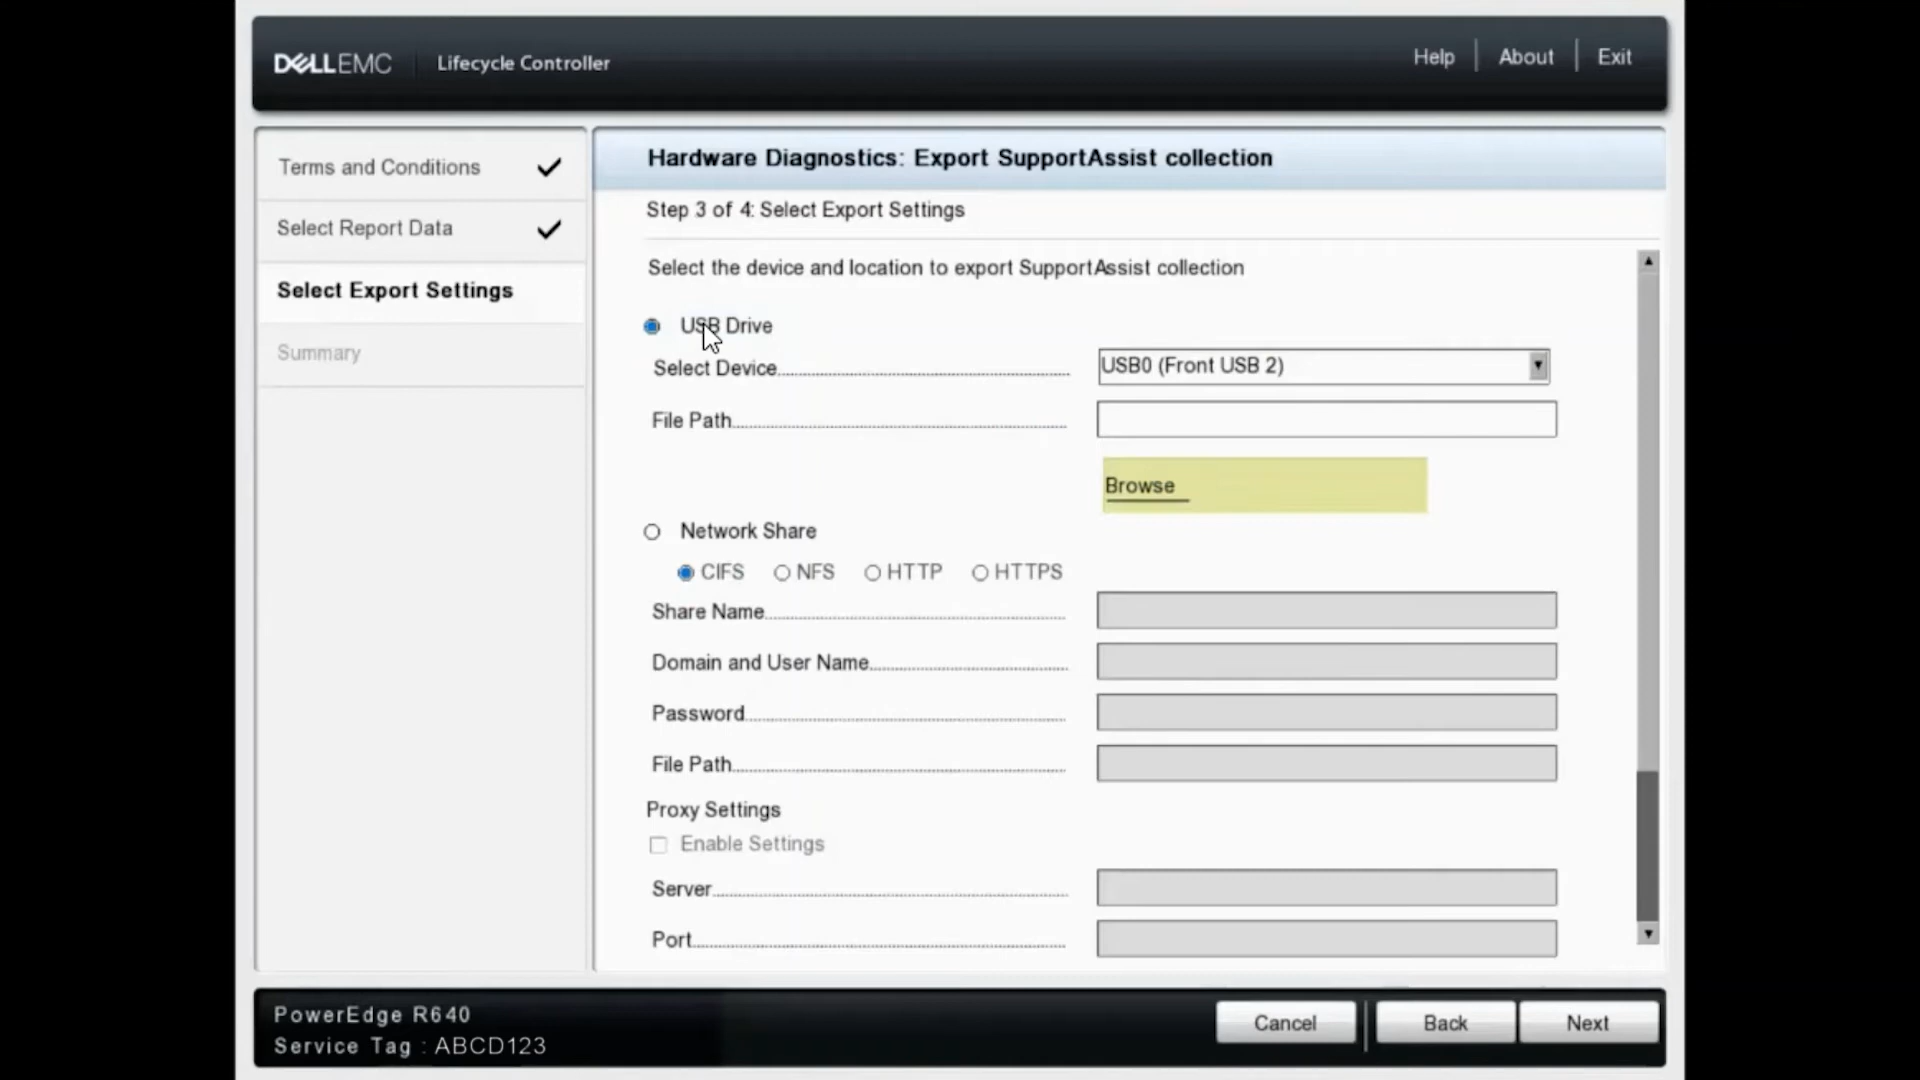 DELLEMC
Lifecycle Controller
Help
About
Exit
Terms and Conditions
Select Report Data
Select Export Settings
Summary
Hardware Diagnostics: Export SupportAssist collection
Step 3 of 4: Select Export Settings
Select the device and location to export SupportAssist collection
USB Drive
Select Device
USB0 (Front USB 2)
File Path
Browse
Network Share
CIFS NFS HTTP HTTPS
Share Name
Domain and User Name
Password
File Path
Proxy Settings
Enable Settings
Server
Port
PowerEdge R640
Service Tag : ABCD123
Cancel
Back
Next